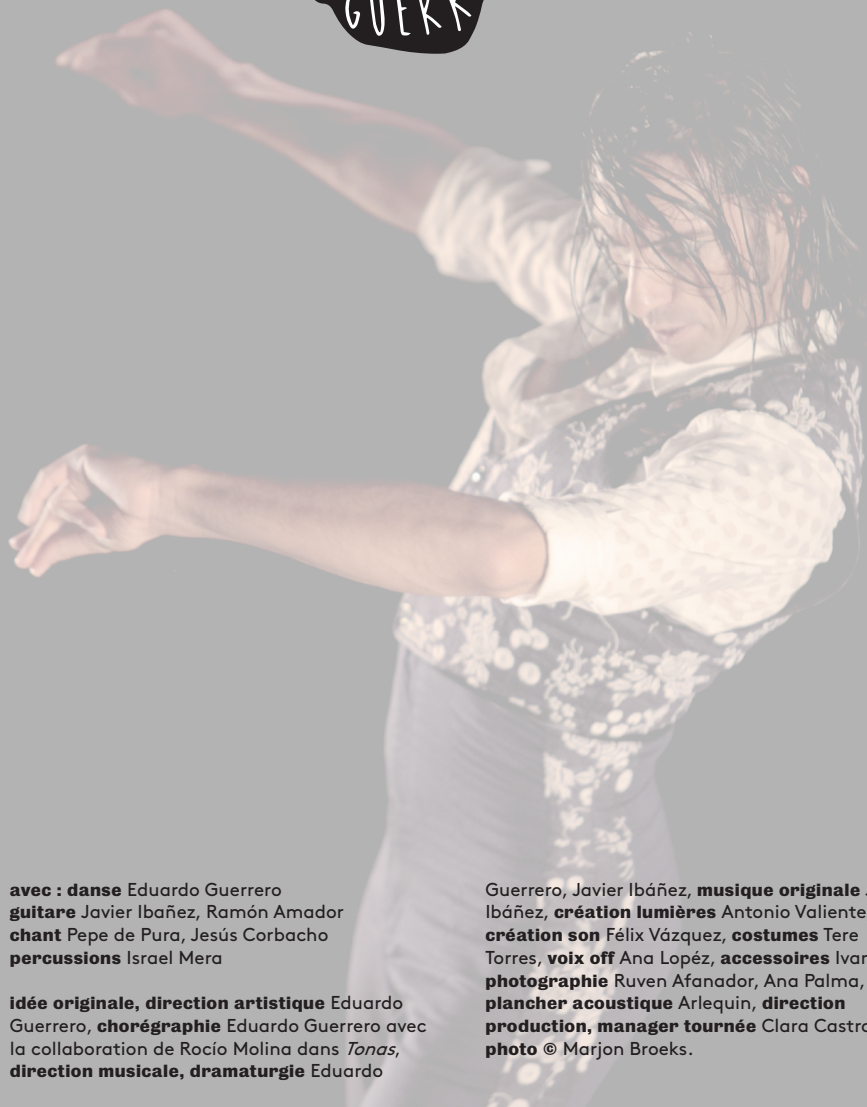 GUERR
avec : danse Eduardo Guerrero
guitare Javier Ibañez, Ramón Amador
chant Pepe de Pura, Jesús Corbacho
percussions Israel Mera
idée originale, direction artistique Eduardo
Guerrero, chorégraphie Eduardo Guerrero avec
la collaboration de Rocío Molina dans Tonas,
direction musicale, dramaturgie Eduardo
Guerrero, Javier Ibáñez, musique originale
Ibáñez, création lumières Antonio Valiente
création son Félix Vázquez, costumes Tere
Torres, voix off Ana Lopéz, accessoires Ivan
photographie Ruven Afanador, Ana Palma,
plancher acoustique Arlequin, direction
production, manager tournée Clara Castro
photo © Marjon Broeks.